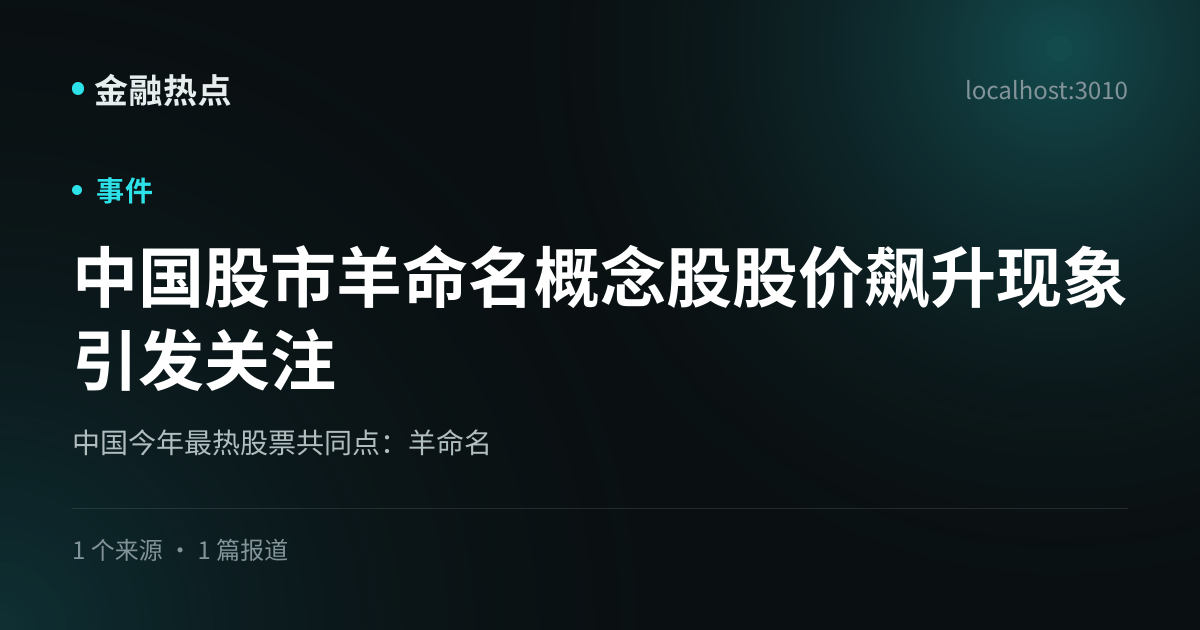 金融热点
localhost:3010
事件
中国股市羊命名概念股股价飙升现象
引发关注
中国今年最热股票共同点：羊命名
1 个来源 · 1 篇报道